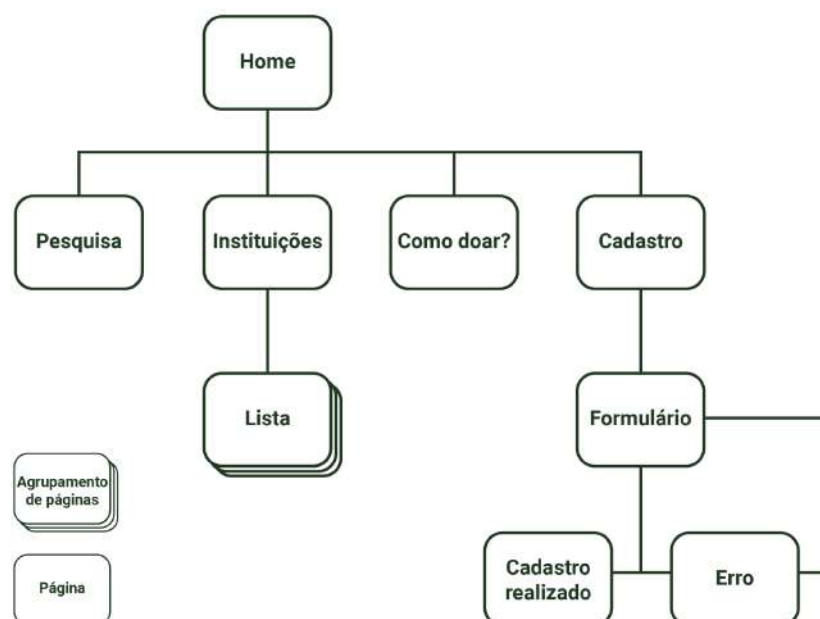 Home
Pesquisa
Instituições
Como doar?
Cadastro
Lista
Formulário
Agrupamento
de páginas
Cadastro
realizado
Erro
Página